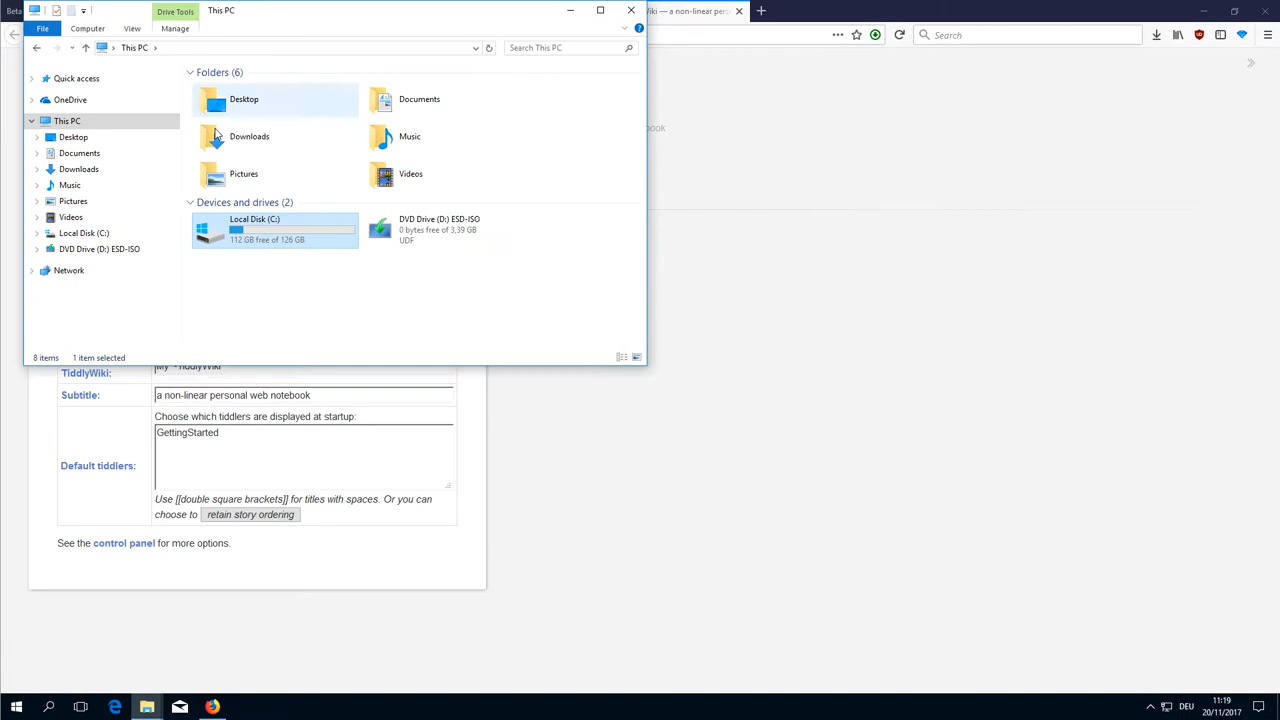 Beta
Drive Tools
This PC
iki — a non-linear pers
File
Computer
View
Manage
This PC
Search This PC
Search
Quick access
OneDrive
This PC
Desktop
Documents
Downloads
Music
Pictures
Videos
Local Disk (C:)
DVD Drive (D:) ESD-ISO
Network
Folders (6)
Desktop
Documents
Downloads
Music
Pictures
Videos
Devices and drives (2)
Local Disk (C:)
112 GB free of 126 GB
DVD Drive (D:) ESD-ISO
0 bytes free of 3,39 GB
UDF
8 items
1 item selected
book
TiddlyWiki:
My ~TiddlyWiki
Subtitle:
a non-linear personal web notebook
Choose which tiddlers are displayed at startup:
GettingStarted
Default tiddlers:
Use [[double square brackets]] for titles with spaces. Or you can
choose to retain story ordering
See the control panel for more options.
DEU
11:19
20/11/2017